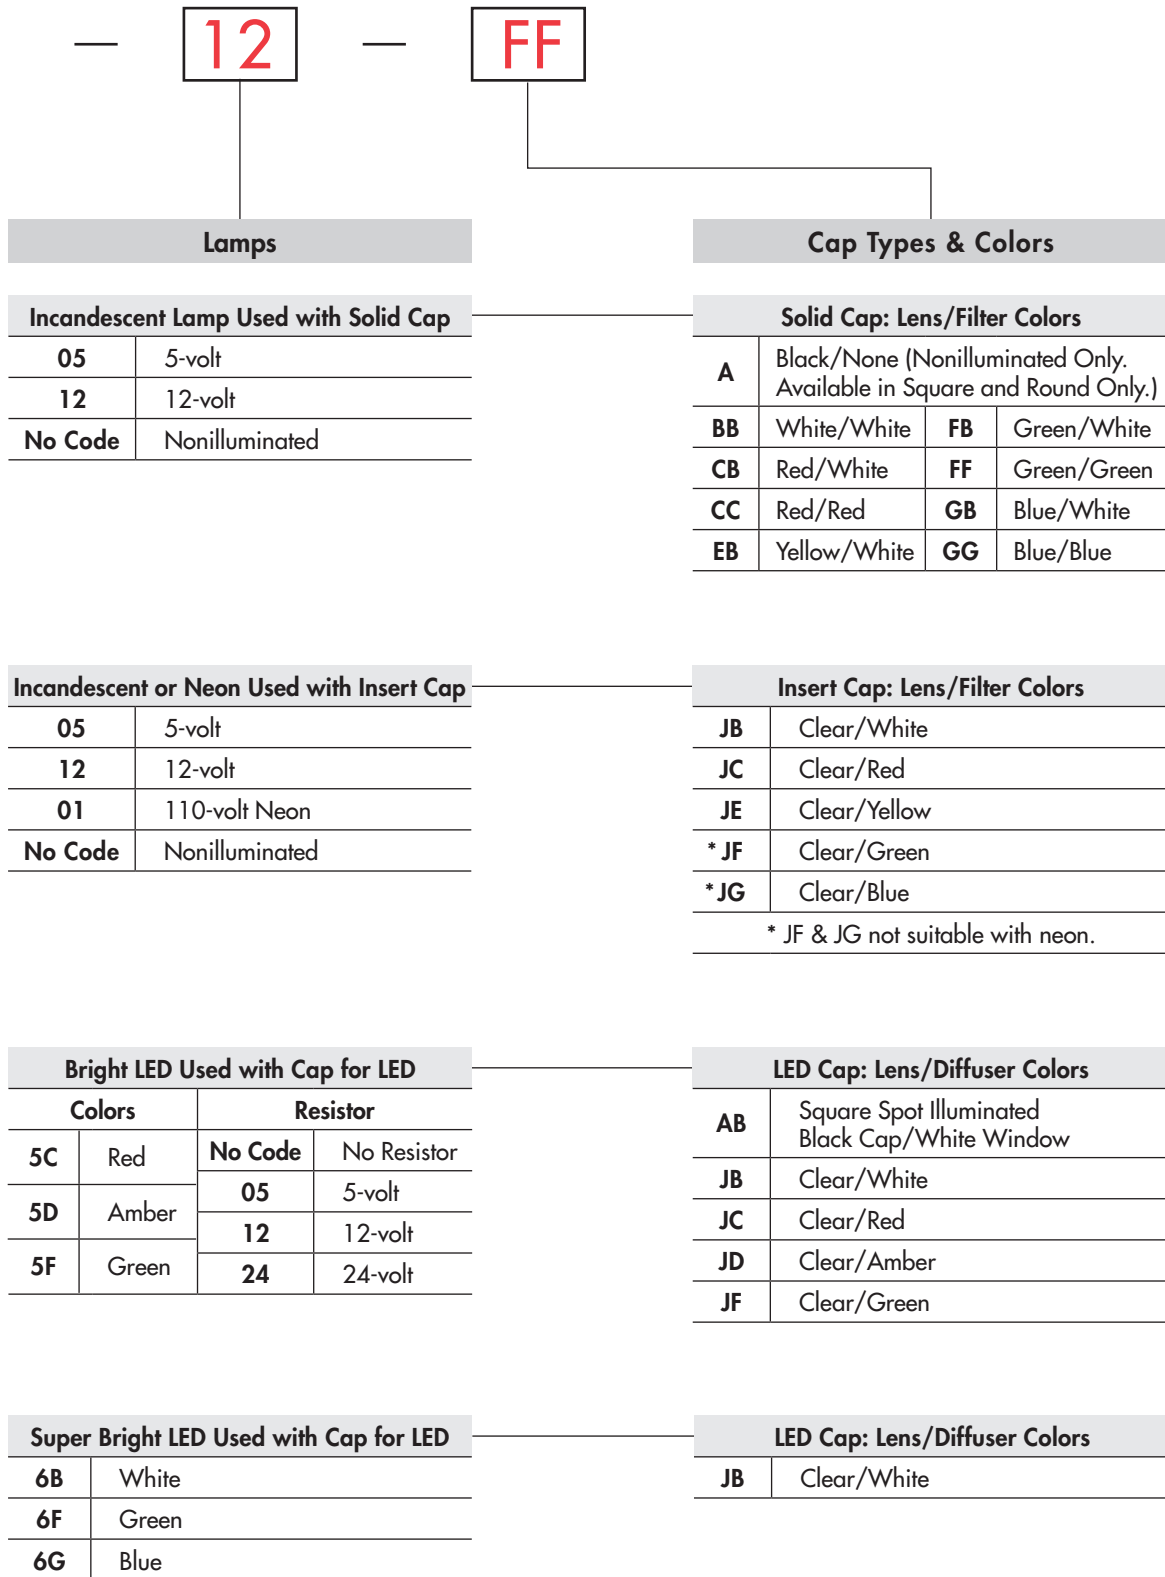 — 12 — FF
Lamps
Cap Types & Colors
Incandescent Lamp Used with Solid Cap
05 5-volt
12 12-volt
No Code Nonilluminated
Solid Cap: Lens/Filter Colors
A Black/None (Nonilluminated Only.
Available in Square and Round Only.)
BB White/White FB Green/White
CB Red/White FF Green/Green
CC Red/Red GB Blue/White
EB Yellow/White GG Blue/Blue
Incandescent or Neon Used with Insert Cap
05 5-volt
12 12-volt
01 110-volt Neon
No Code Nonilluminated
Insert Cap: Lens/Filter Colors
JB Clear/White
JC Clear/Red
JE Clear/Yellow
* JF Clear/Green
* JG Clear/Blue
* JF & JG not suitable with neon.
Bright LED Used with Cap for LED
Colors Resistor
5C Red No Code No Resistor
5D Amber 05 5-volt
12 12-volt
5F Green 24 24-volt
LED Cap: Lens/Diffuser Colors
AB Square Spot Illuminated
Black Cap/White Window
JB Clear/White
JC Clear/Red
JD Clear/Amber
JF Clear/Green
Super Bright LED Used with Cap for LED
6B White
6F Green
6G Blue
LED Cap: Lens/Diffuser Colors
JB Clear/White